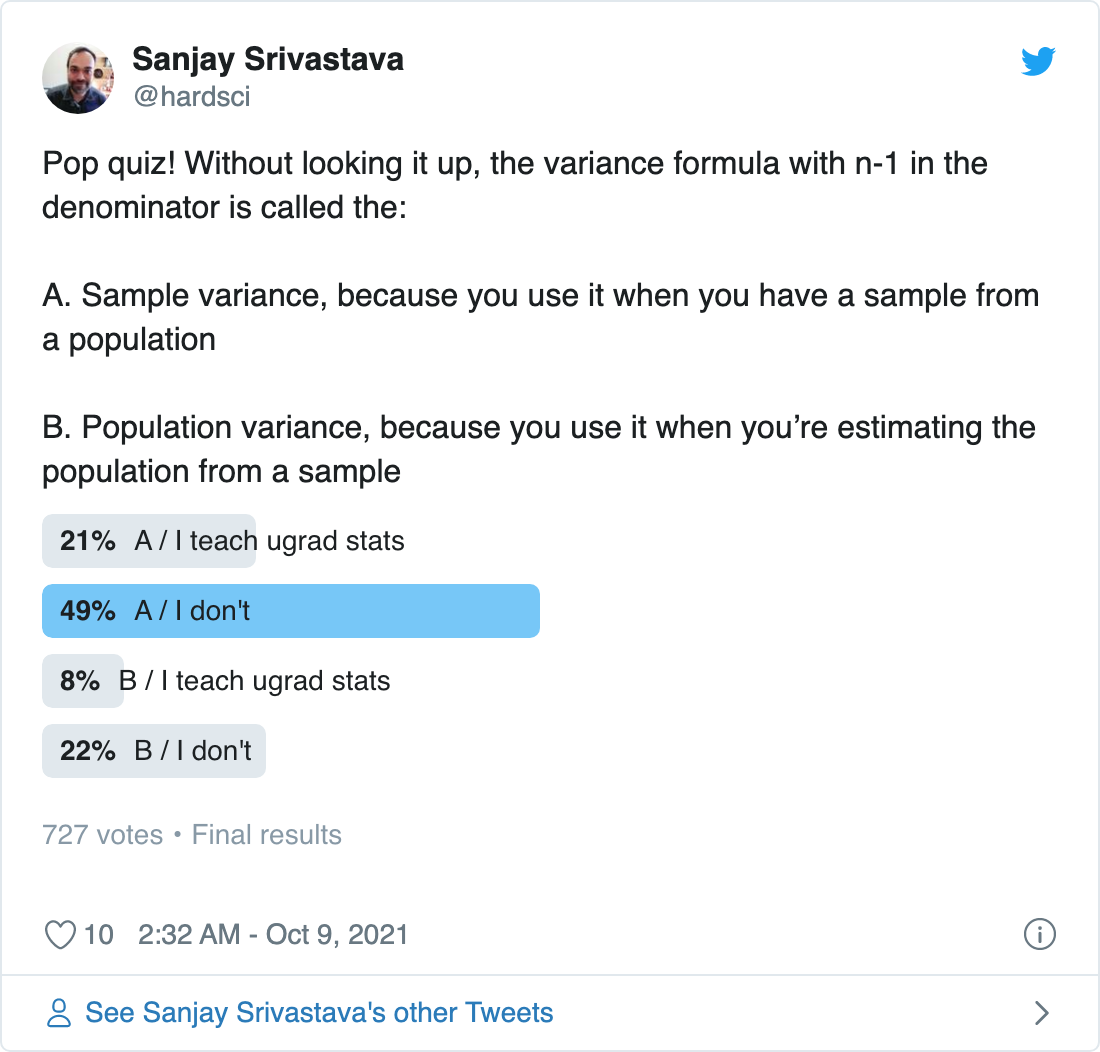 Sanjay Srivastava
@hardsci
Pop quiz! Without looking it up, the variance formula with n-1 in the
denominator is called the:
A. Sample variance, because you use it when you have a sample from
a population
B. Population variance, because you use it when you’re estimating the
population from a sample
21% A / I teach ugrad stats
49% A / I don't
8% B / I teach ugrad stats
22% B / I don't
727 votes • Final results
10 2:32 AM - Oct 9, 2021
See Sanjay Srivastava's other Tweets